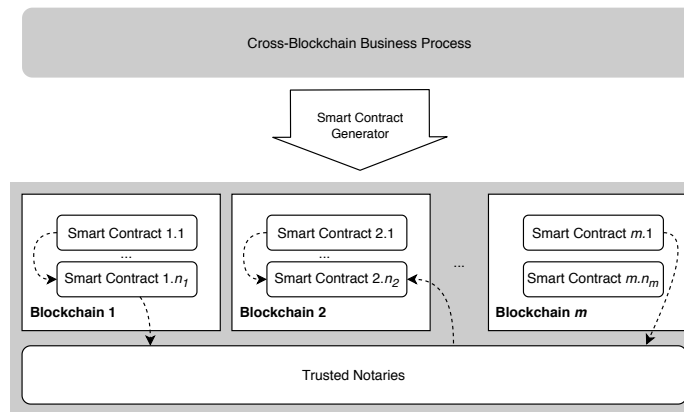 Cross-Blockchain Business Process
Smart Contract
Generator
Smart Contract 1.1
...
Smart Contract 1.n₁
Blockchain 1
Smart Contract 2.1
...
Smart Contract 2.n₂
Blockchain 2
...
Smart Contract m.1
Smart Contract m.nₘ
Blockchain m
Trusted Notaries